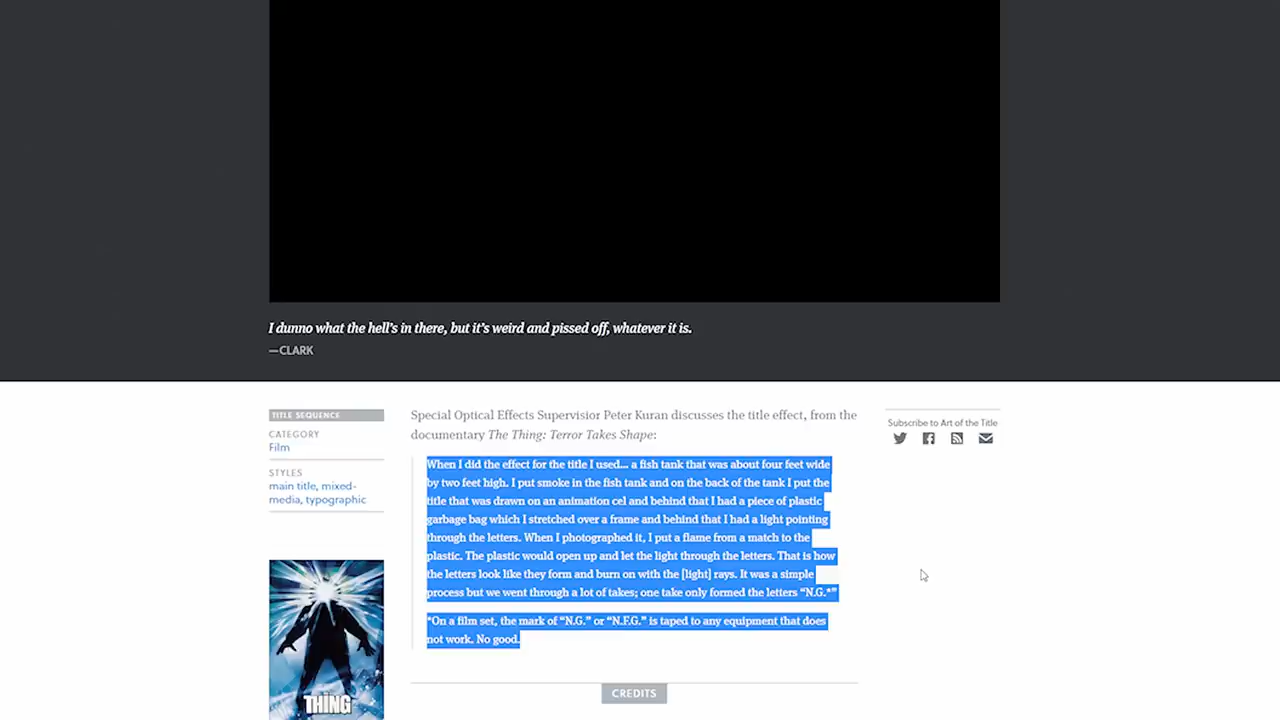 I dunno what the hell's in there, but it's weird and pissed off, whatever it is.
—CLARK
TITLE SEQUENCE
CATEGORY
Film
STYLES
main title, mixed-
media, typographic
THE
THING
Special Optical Effects Supervisior Peter Kuran discusses the title effect, from the
documentary The Thing: Terror Takes Shape:
When I did the effect for the title I used... a fish tank that was about four feet wide
by two feet high. I put smoke in the fish tank and on the back of the tank I put the
title that was drawn on an animation cel and behind that I had a piece of plastic
garbage bag which I stretched over a frame and behind that I had a light pointing
through the letters. When I photographed it, I put a flame from a match to the
plastic. The plastic would open up and let the light through the letters. That is how
the letters look like they form and burn on with the [light] rays. It was a simple
process but we went through a lot of takes; one take only formed the letters “N.G.*”
*On a film set, the mark of “N.G.” or “N.F.G.” is taped to any equipment that does
not work. No good.
CREDITS
Subscribe to Art of the Title